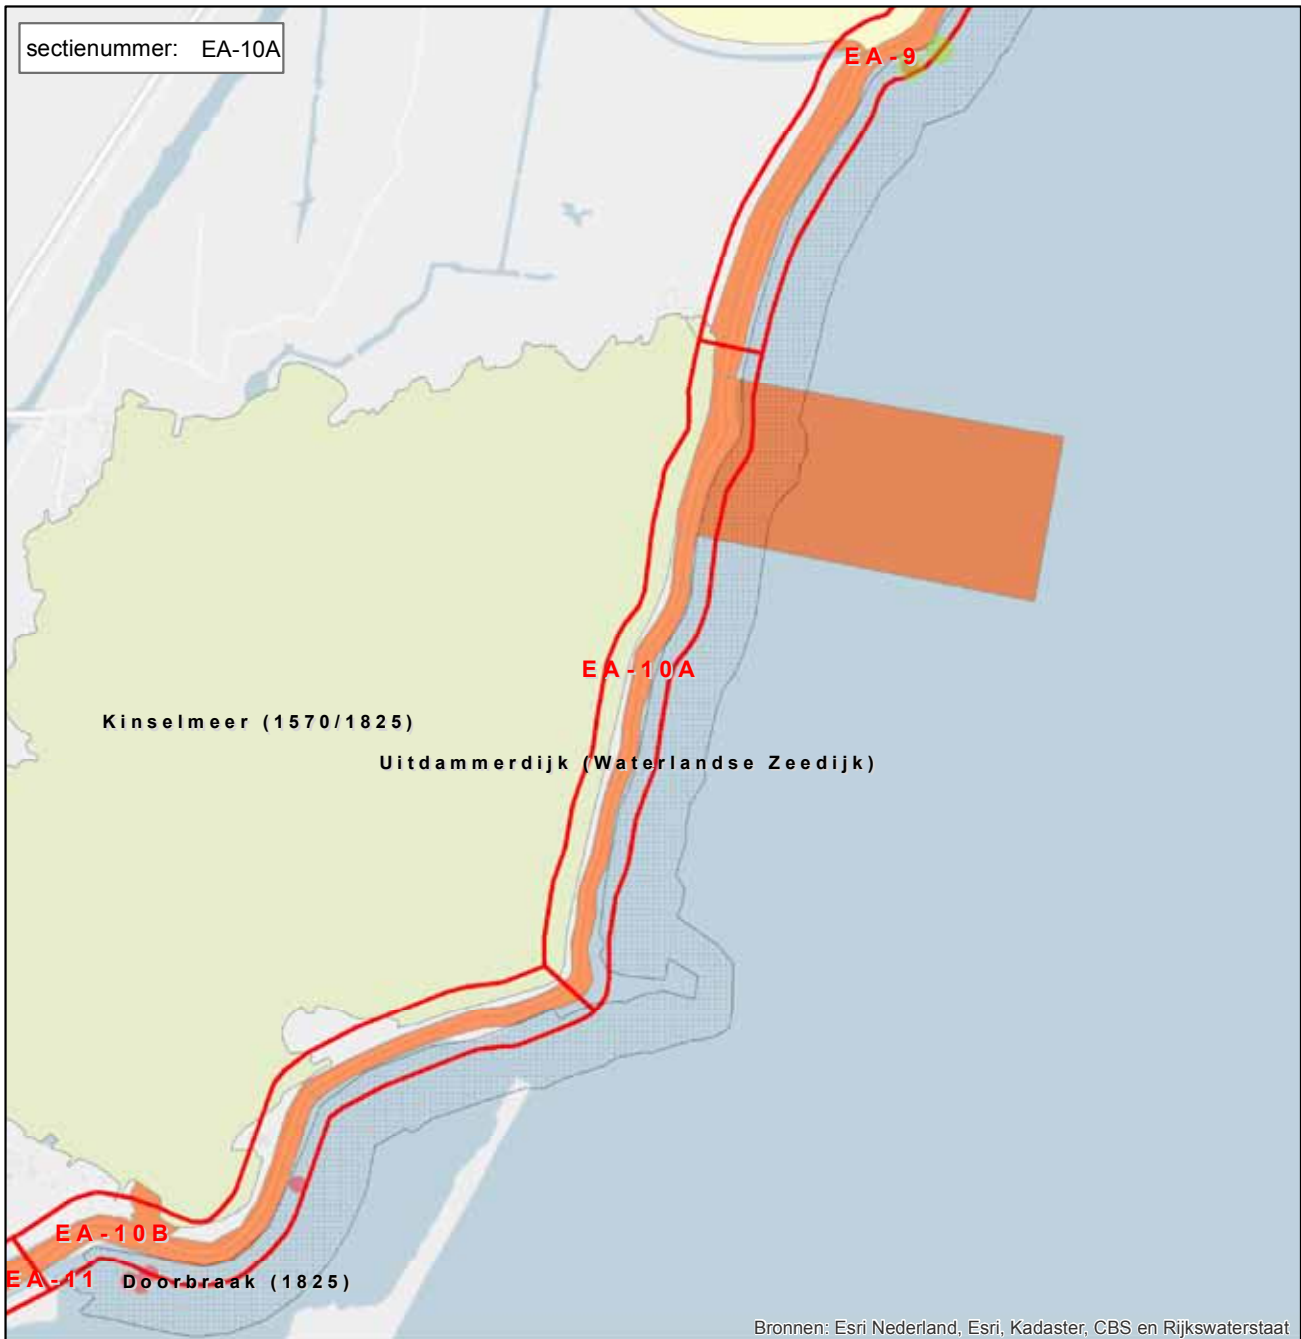 sectienummer: EA-10A
EA-9
EA-10A
Kinselmeer (1570/1825)
Uitdammerdijk (Waterlandse Zeedijk)
EA-10B
EA-11
Doorbraak (1825)
Bronnen: Esri Nederland, Esri, Kadaster, CBS en Rijkswaterstaat